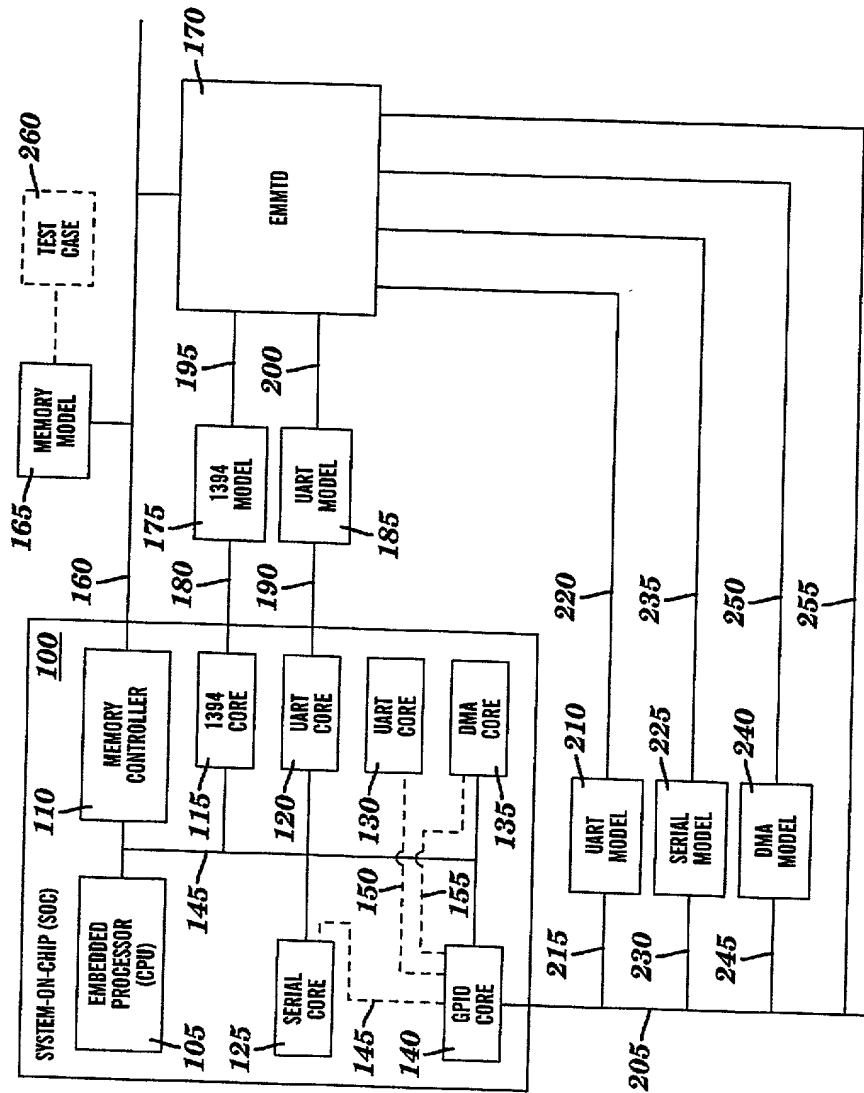 SYSTEM-ON-CHIP (SOC)
100
EMBEDDED
PROCESSOR
(CPU)
105
MEMORY
CONTROLLER
110
1394
CORE
115
UART
CORE
120
SERIAL
CORE
125
UART
CORE
130
DMA
CORE
135
GPIO
CORE
140
145
145
150
155
160
MEMORY
MODEL
165
TEST
CASE
260
EMMTD
170
1394
MODEL
175
180
UART
MODEL
185
190
195
200
205
UART
MODEL
210
215
220
SERIAL
MODEL
225
230
235
DMA
MODEL
240
245
250
255